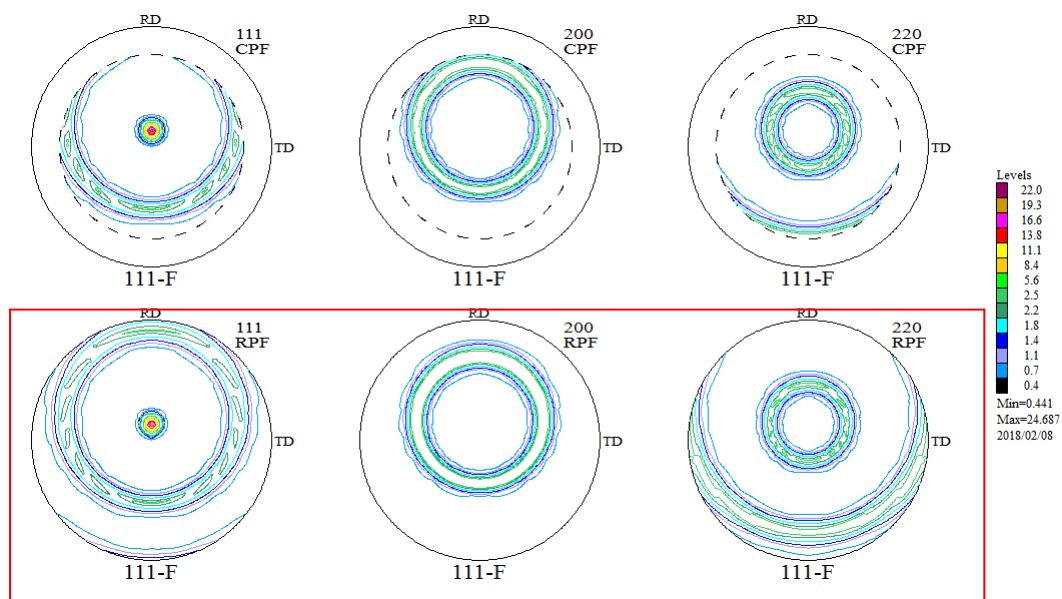 RD
111
CPF
TD
111-F
RD
200
CPF
TD
111-F
RD
220
CPF
TD
111-F
RD
111
RPF
TD
111-F
RD
200
RPF
TD
111-F
RD
220
RPF
TD
111-F
Levels
22.0
19.3
16.6
13.8
11.1
8.4
5.6
2.5
2.2
1.8
1.4
1.1
0.7
0.4
Min=0.441
Max=24.687
2018/02/08